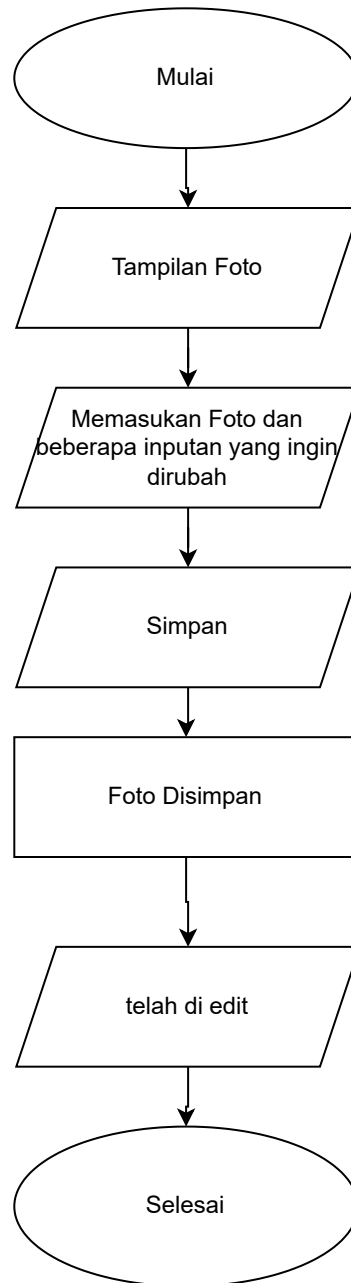 Mulai
Tampilan Foto
Memasukan Foto dan
beberapa inputan yang ingin
dirubah
Simpan
Foto Disimpan
telah di edit
Selesai